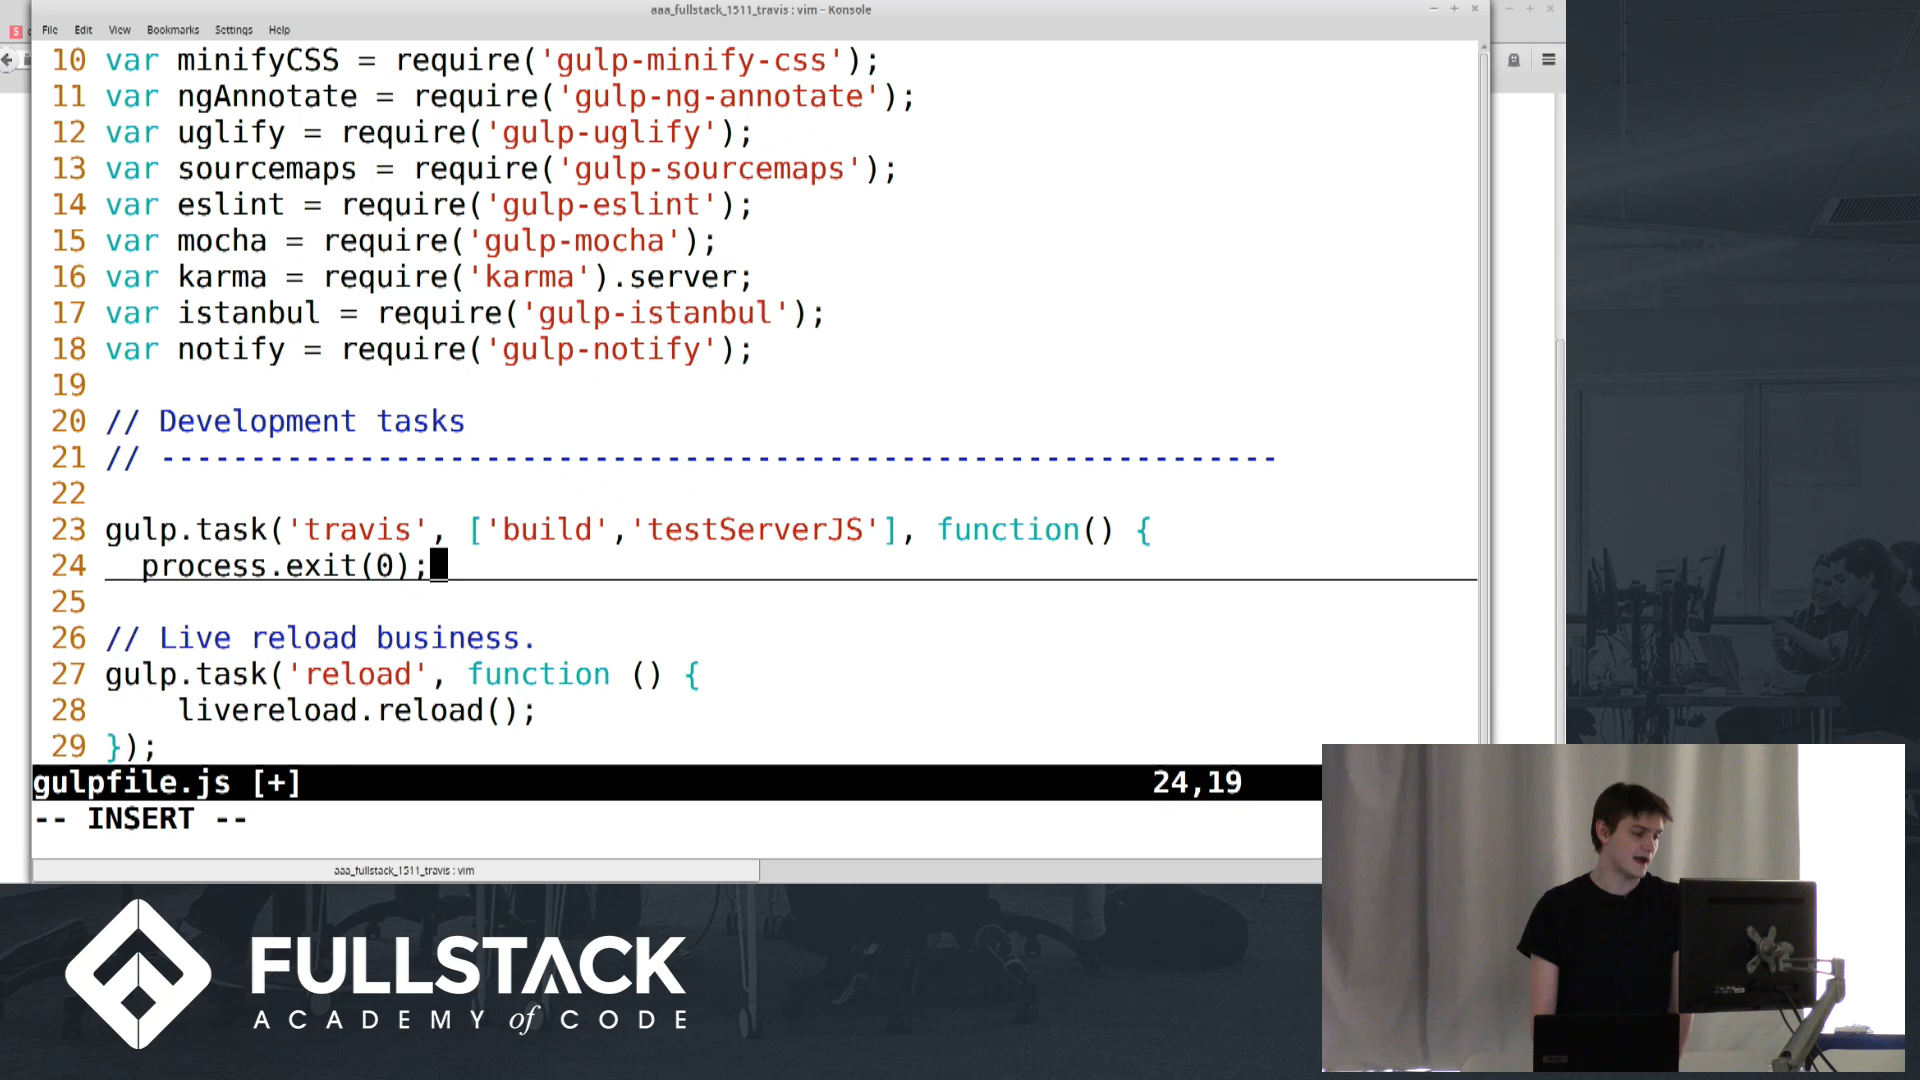 aaa_fullstack_1511_travis : vim – Konsole
File Edit View Bookmarks Settings Help
10 var minifyCSS = require('gulp-minify-css');
11 var ngAnnotate = require('gulp-ng-annotate');
12 var uglify = require('gulp-uglify');
13 var sourcemaps = require('gulp-sourcemaps');
14 var eslint = require('gulp-eslint');
15 var mocha = require('gulp-mocha');
16 var karma = require('karma').server;
17 var istanbul = require('gulp-istanbul');
18 var notify = require('gulp-notify');
19
20 // Development tasks
21 // --------------------------------------------------------------
22
23 gulp.task('travis', ['build','testServerJS'], function() {
24   process.exit(0);
25
26 // Live reload business.
27 gulp.task('reload', function () {
28     livereload.reload();
29 });
gulpfile.js [+] 24,19
-- INSERT --
aaa_fullstack_1511_travis : vim
FULLSTACK
ACADEMY of CODE